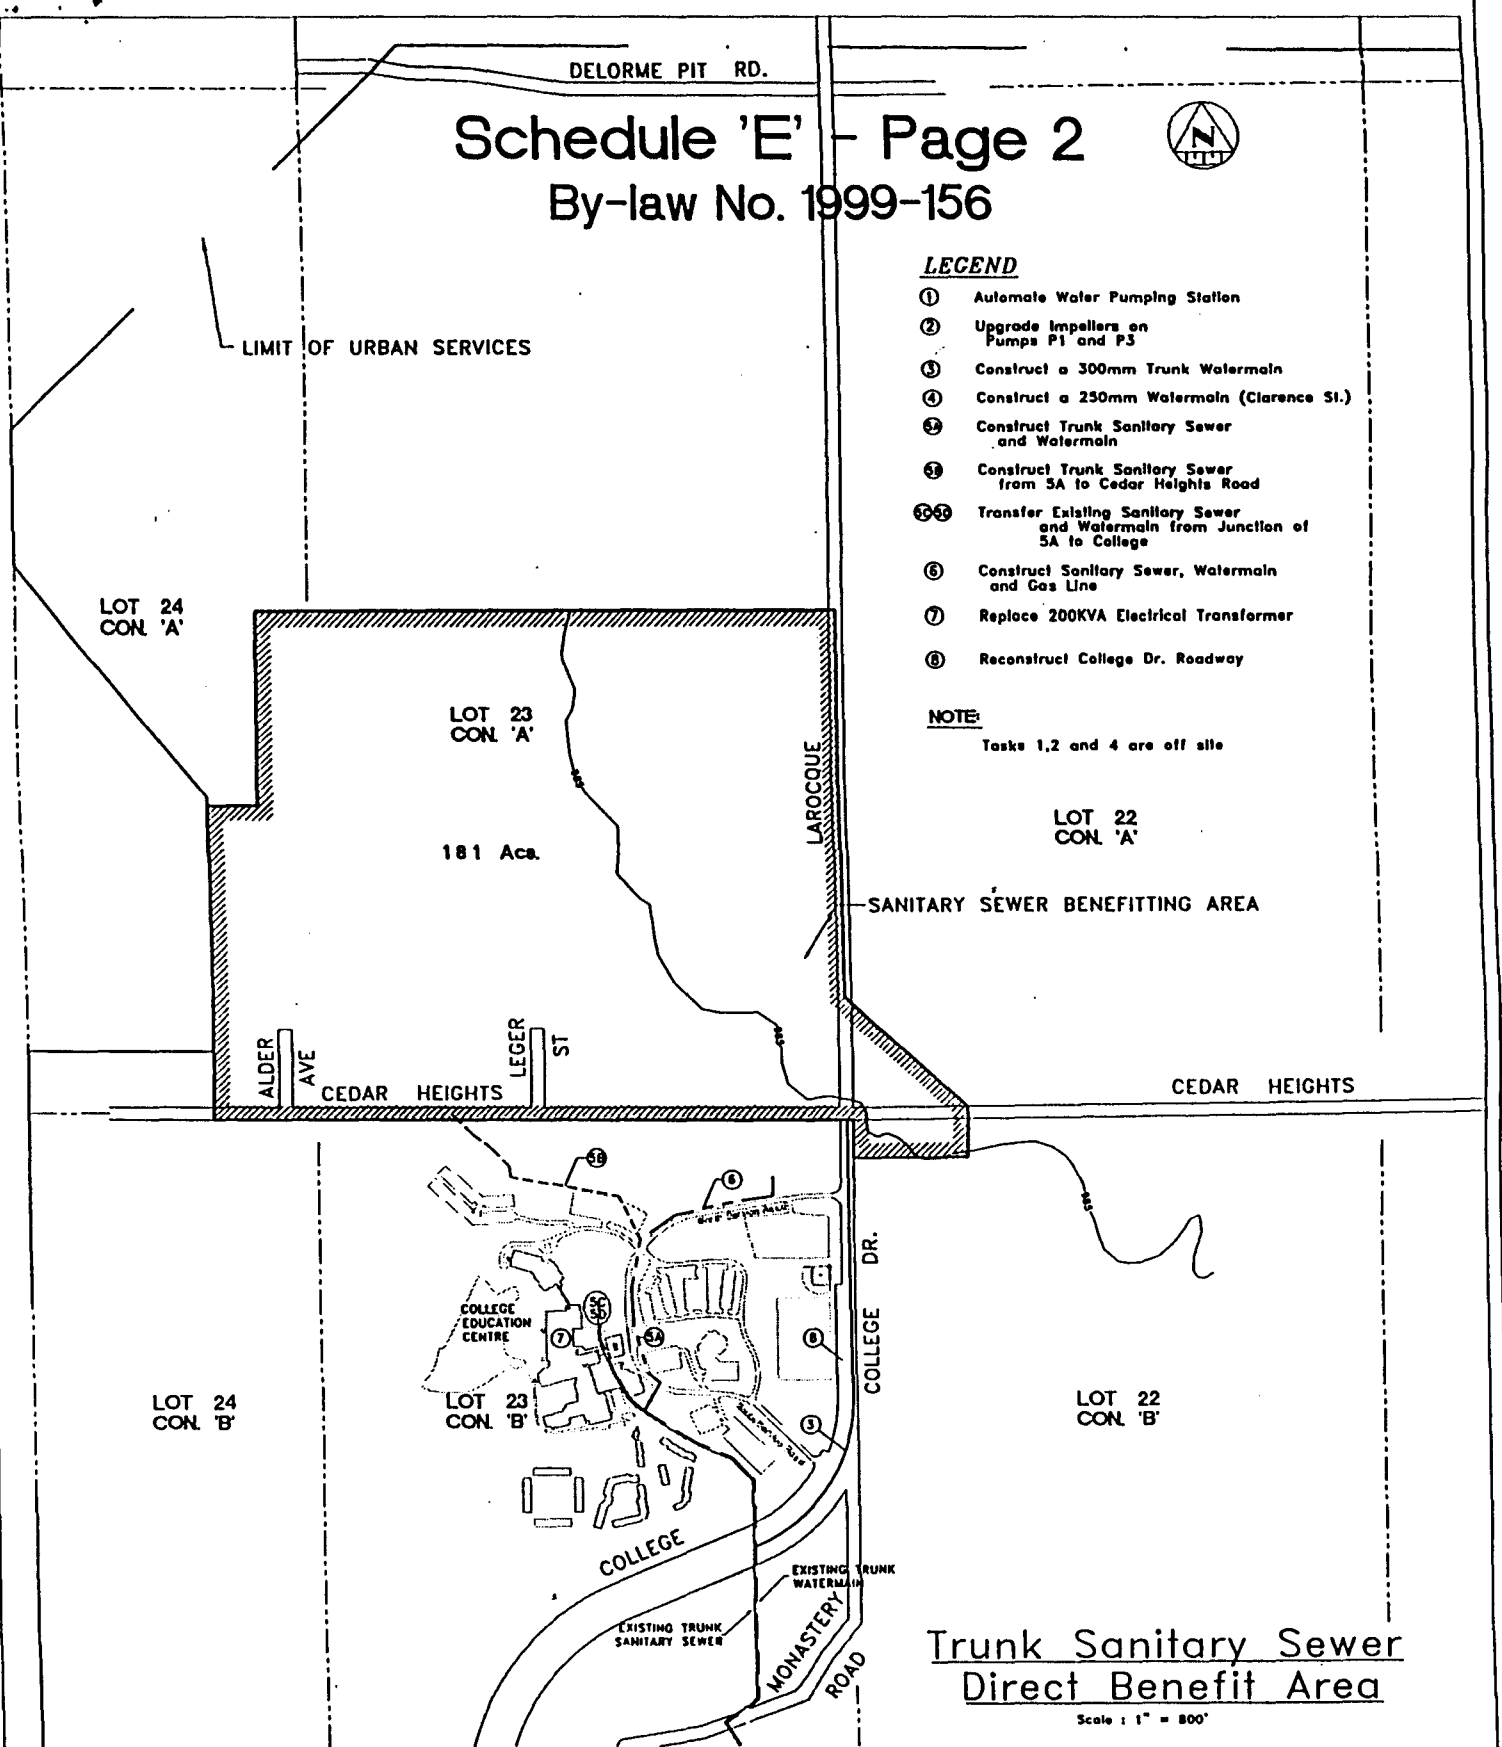 DELORME PIT RD.
Schedule 'E' - Page 2
By-law No. 1999-156
N
LEGEND
1 Automate Water Pumping Station
2 Upgrade Impellers on
Pumps P1 and P3
3 Construct a 300mm Trunk Watermain
4 Construct a 250mm Watermain (Clarence St.)
5A Construct Trunk Sanitary Sewer
and Watermain
5B Construct Trunk Sanitary Sewer
from 5A to Cedar Heights Road
5C 5D Transfer Existing Sanitary Sewer
and Watermain from Junction of
5A to College
6 Construct Sanitary Sewer, Watermain
and Gas Line
7 Replace 200KVA Electrical Transformer
8 Reconstruct College Dr. Roadway
NOTE:
Tasks 1,2 and 4 are off site
LIMIT OF URBAN SERVICES
LOT 24
CON. 'A'
LOT 23
CON. 'A'
LAROCQUE
LOT 22
CON. 'A'
181 Acs.
SANITARY SEWER BENEFITTING AREA
ALDER
AVE
LEGER
ST
CEDAR HEIGHTS
CEDAR HEIGHTS
5B
6
COLLEGE
EDUCATION
CENTRE
5C
5D
7
5A
8
3
COLLEGE DR.
LOT 24
CON. 'B'
LOT 23
CON. 'B'
LOT 22
CON. 'B'
COLLEGE
EXISTING TRUNK
WATERMAIN
EXISTING TRUNK
SANITARY SEWER
MONASTERY
ROAD
Trunk Sanitary Sewer
Direct Benefit Area
Scale : 1" = 800'